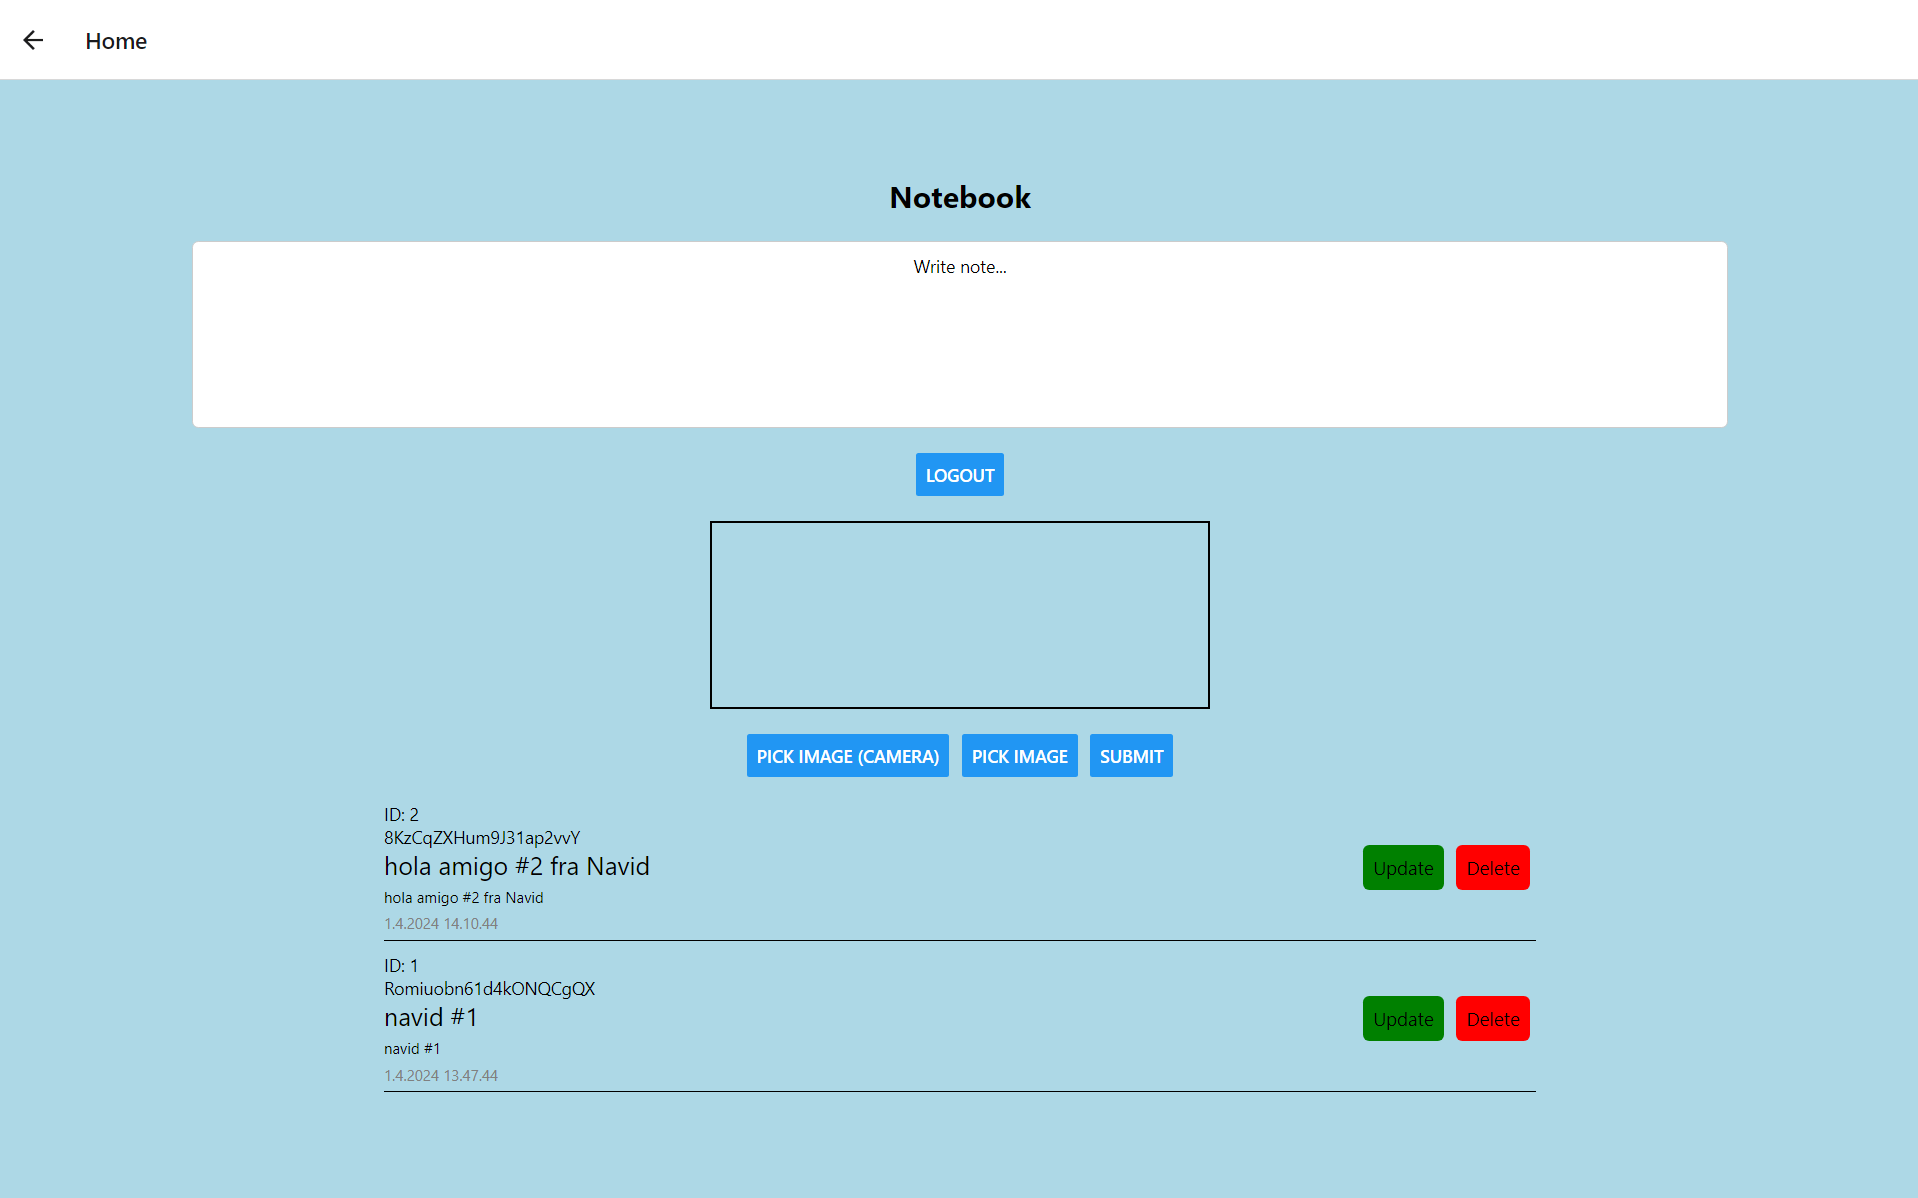 Home
Notebook
Write note...
LOGOUT
PICK IMAGE (CAMERA) PICK IMAGE SUBMIT
ID: 2
8KzCqZXHum9J31ap2vvY
hola amigo #2 fra Navid
hola amigo #2 fra Navid
1.4.2024 14.10.44
Update Delete
ID: 1
Romiuobn61d4kONQCgQX
navid #1
navid #1
1.4.2024 13.47.44
Update Delete